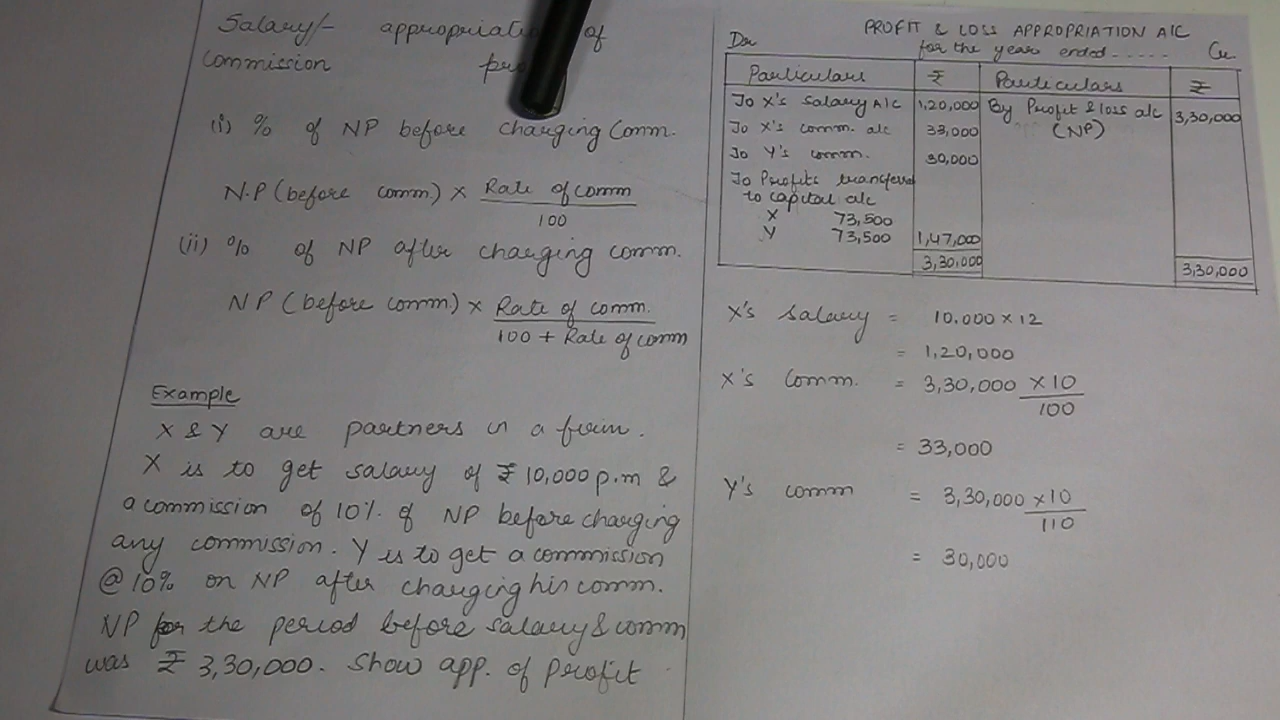 Salary/- appropriati of
commission pro
(i) % of NP before charging Comm.
N.P (before comm.) × Rate of comm
100
(ii) % of NP after charging comm.
NP (before comm.) × Rate of comm.
100 + Rate of comm
Example
X & Y are partners in a firm.
X is to get salary of ₹ 10,000 p.m &
a commission of 10% of NP before charging
any commission. Y is to get a commission
@ 10% on NP after charging his comm.
NP for the period before salary & comm
was ₹ 3,30,000. Show app. of profit
PROFIT & LOSS APPROPRIATION A/C
Dr for the years ended ..... Cr.
Particulars ₹ Particulars ₹
To X's Salary A/C 1,20,000 By Profit & loss a/c 3,30,000
To X's comm. a/c 33,000 (NP)
To Y's comm. 30,000
To Profits transferred
to capital a/c
X 73,500
Y 73,500 1,47,000
3,30,000 3,30,000
X's salary = 10,000 × 12
= 1,20,000
X's Comm. = 3,30,000 × 10
100
= 33,000
Y's comm = 3,30,000 × 10
110
= 30,000